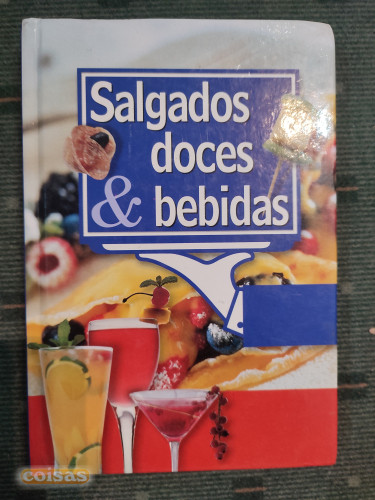 Salgados
doces
& bebidas
coisas